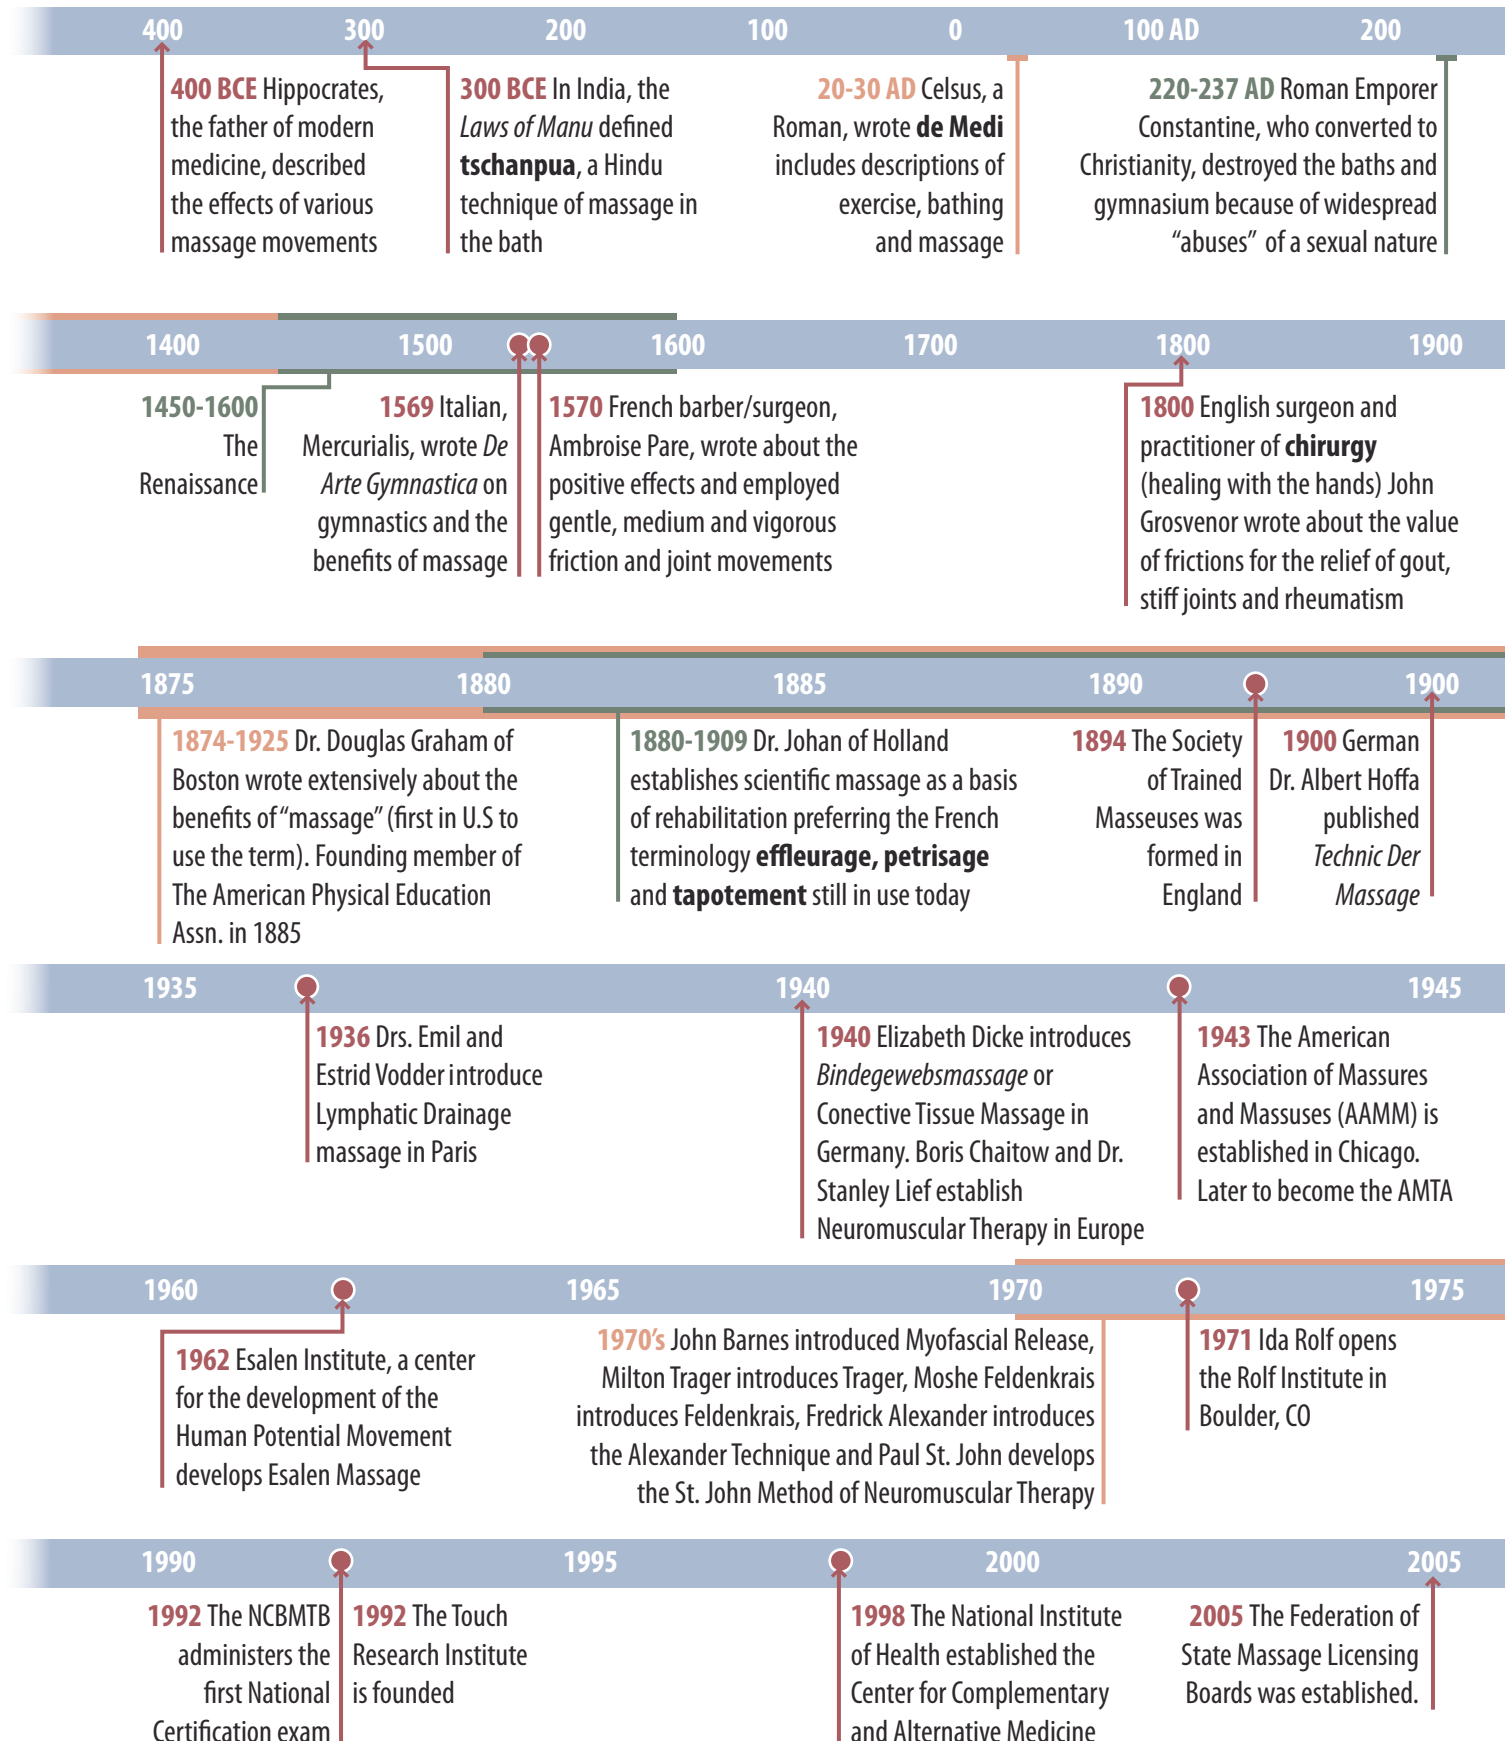 400 300 200 100 0 100 AD 200
400 BCE Hippocrates,
the father of modern
medicine, described
the effects of various
massage movements
300 BCE In India, the
Laws of Manu defined
tschanpua, a Hindu
technique of massage in
the bath
20-30 AD Celsus, a
Roman, wrote de Medi
includes descriptions of
exercise, bathing
and massage
220-237 AD Roman Emporer
Constantine, who converted to
Christianity, destroyed the baths and
gymnasium because of widespread
“abuses” of a sexual nature
1400 1500 1600 1700 1800 1900
1450-1600
The
Renaissance
1569 Italian,
Mercurialis, wrote De
Arte Gymnastica on
gymnastics and the
benefits of massage
1570 French barber/surgeon,
Ambroise Pare, wrote about the
positive effects and employed
gentle, medium and vigorous
friction and joint movements
1800 English surgeon and
practitioner of chirurgy
(healing with the hands) John
Grosvenor wrote about the value
of frictions for the relief of gout,
stiff joints and rheumatism
1875 1880 1885 1890 1900
1874-1925 Dr. Douglas Graham of
Boston wrote extensively about the
benefits of “massage” (first in U.S to
use the term). Founding member of
The American Physical Education
Assn. in 1885
1880-1909 Dr. Johan of Holland
establishes scientific massage as a basis
of rehabilitation preferring the French
terminology effleurage, petrisage
and tapotement still in use today
1894 The Society
of Trained
Masseuses was
formed in
England
1900 German
Dr. Albert Hoffa
published
Technic Der
Massage
1935 1940 1945
1936 Drs. Emil and
Estrid Vodder introduce
Lymphatic Drainage
massage in Paris
1940 Elizabeth Dicke introduces
Bindegewebsmassage or
Conective Tissue Massage in
Germany. Boris Chaitow and Dr.
Stanley Lief establish
Neuromuscular Therapy in Europe
1943 The American
Association of Massures
and Massuses (AAMM) is
established in Chicago.
Later to become the AMTA
1960 1965 1970 1975
1962 Esalen Institute, a center
for the development of the
Human Potential Movement
develops Esalen Massage
1970’s John Barnes introduced Myofascial Release,
Milton Trager introduces Trager, Moshe Feldenkrais
introduces Feldenkrais, Fredrick Alexander introduces
the Alexander Technique and Paul St. John develops
the St. John Method of Neuromuscular Therapy
1971 Ida Rolf opens
the Rolf Institute in
Boulder, CO
1990 1995 2000 2005
1992 The NCBMTB
administers the
first National
Certification exam
1992 The Touch
Research Institute
is founded
1998 The National Institute
of Health established the
Center for Complementary
and Alternative Medicine
2005 The Federation of
State Massage Licensing
Boards was established.